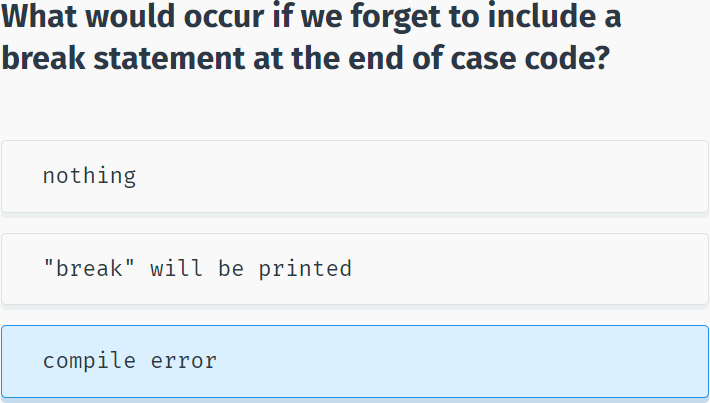 What would occur if we forget to include a
break statement at the end of case code?
nothing
"break" will be printed
compile error